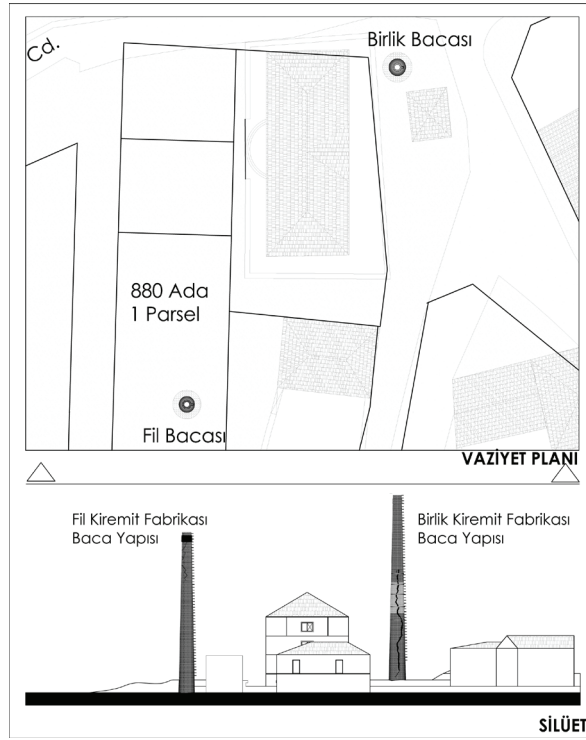 Cd.
Birlik Bacası
880 Ada
1 Parsel
Fil Bacası
VAZİYET PLANI
Fil Kiremit Fabrikası
Baca Yapısı
Birlik Kiremit Fabrikası
Baca Yapısı
SİLÜET